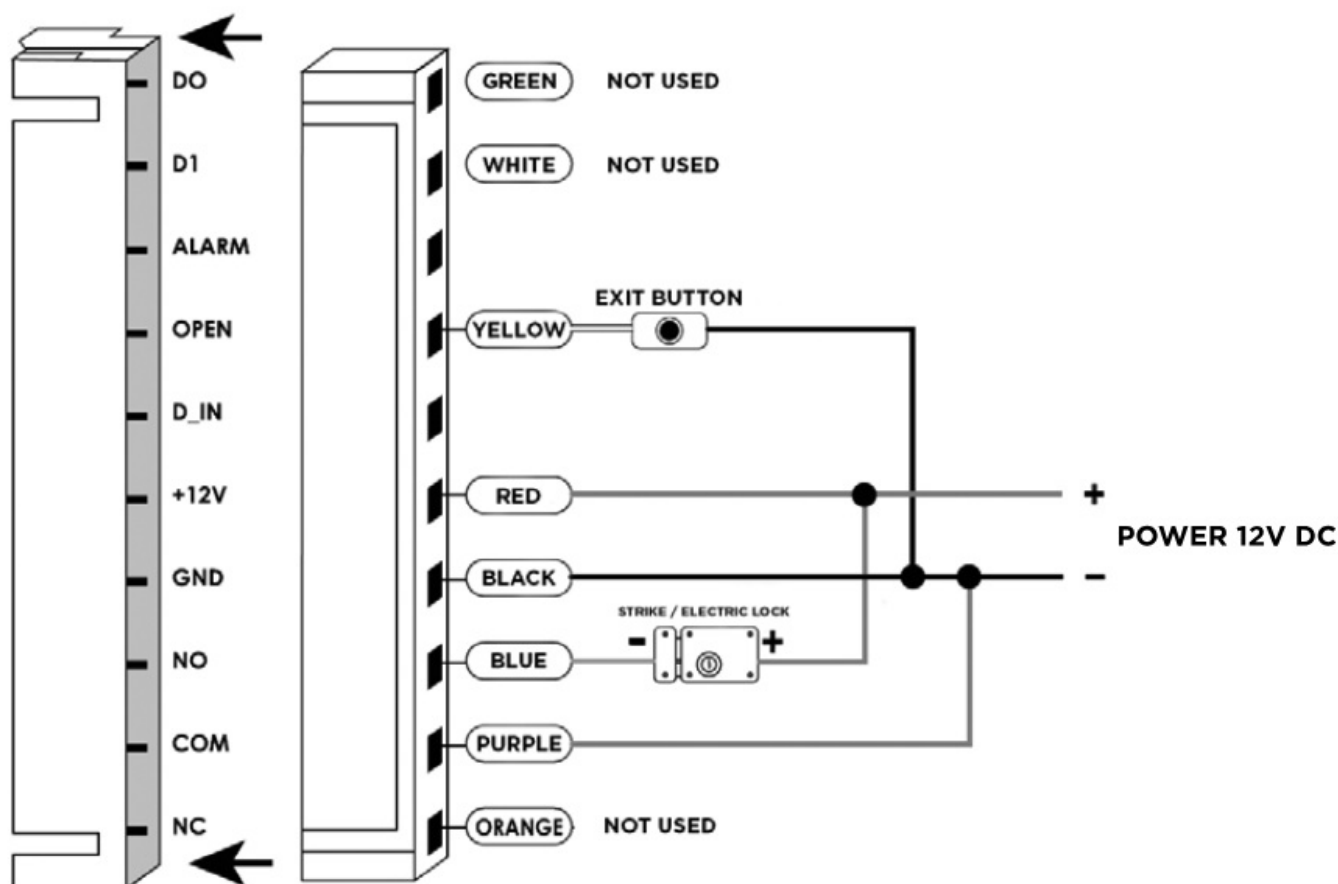 DO
GREEN NOT USED
D1
WHITE NOT USED
ALARM
EXIT BUTTON
OPEN
YELLOW
D_IN
+12V
RED
+
POWER 12V DC
GND
BLACK
-
STRIKE / ELECTRIC LOCK
- +
NO
BLUE
COM
PURPLE
NC
ORANGE NOT USED